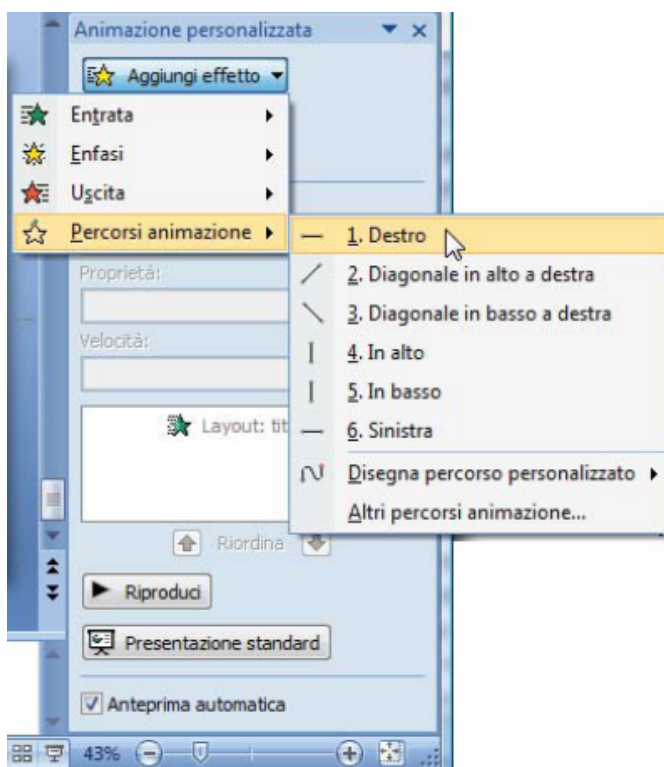 Animazione personalizzata
Aggiungi effetto
Entrata
Enfasi
Uscita
Percorsi animazione
1. Destro
2. Diagonale in alto a destra
3. Diagonale in basso a destra
4. In alto
5. In basso
6. Sinistra
Disegna percorso personalizzato
Altri percorsi animazione...
Proprietà:
Velocità:
Layout: tit
Riordina
Riproduci
Presentazione standard
Anteprima automatica
43%